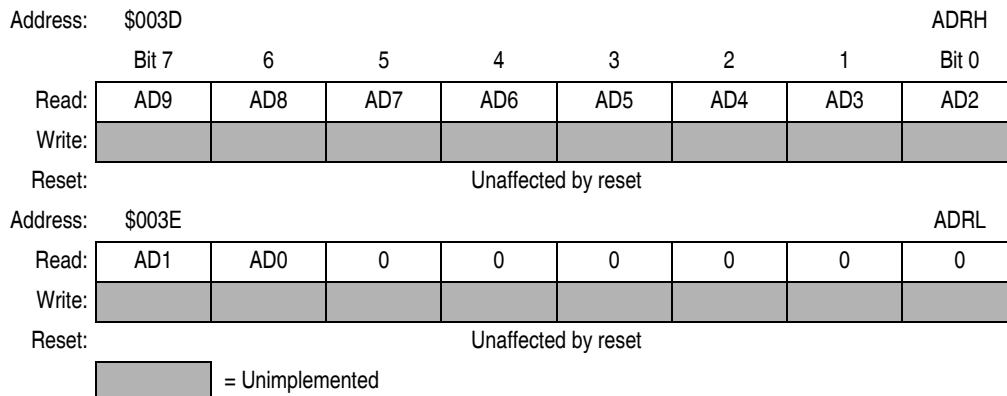 Address: $003D ADRH
Bit 7 6 5 4 3 2 1 Bit 0
Read: AD9 AD8 AD7 AD6 AD5 AD4 AD3 AD2
Write:
Reset: Unaffected by reset
Address: $003E ADRL
Read: AD1 AD0 0 0 0 0 0 0
Write:
Reset: Unaffected by reset
= Unimplemented